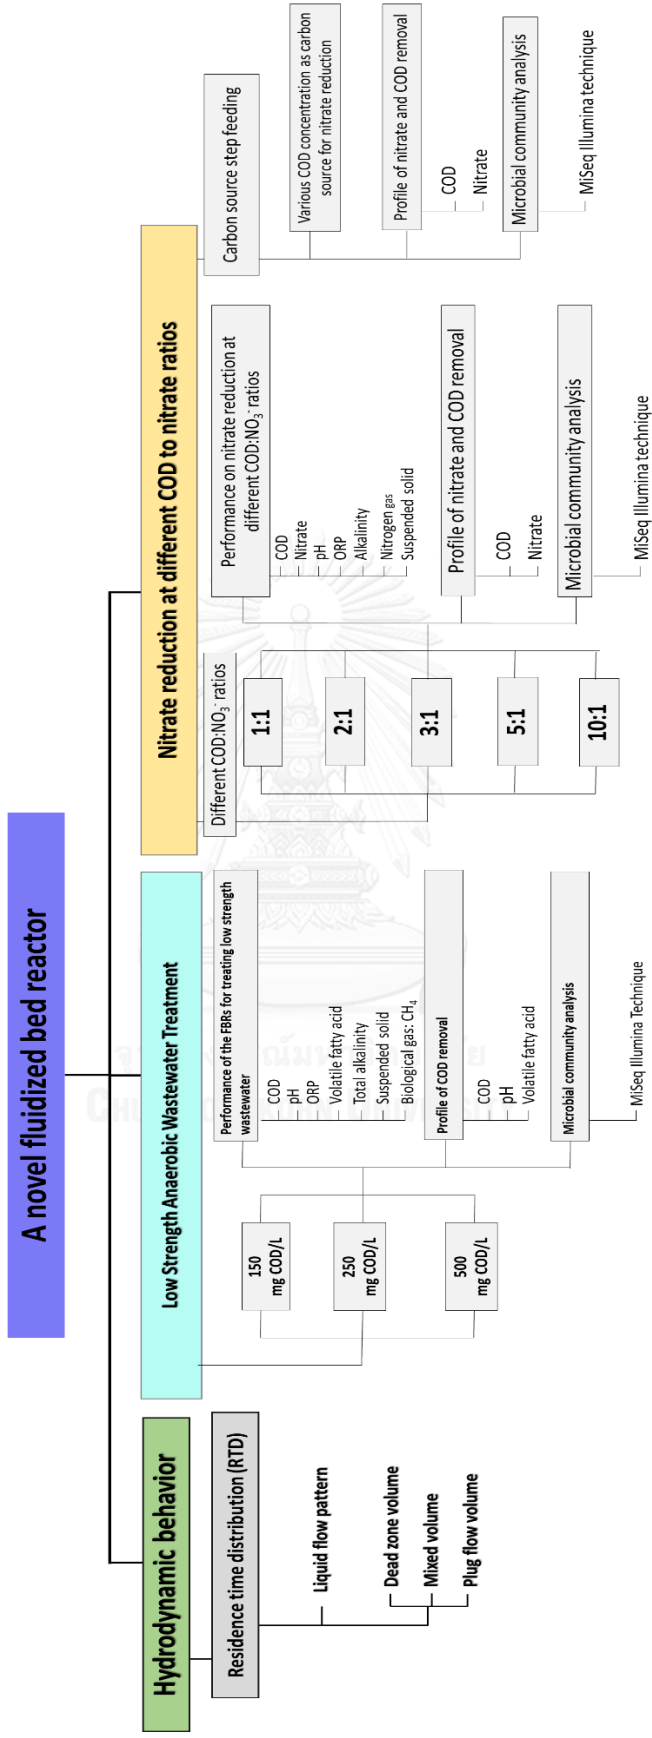 A novel fluidized bed reactor
Hydrodynamic behavior
Residence time distribution (RTD)
Liquid flow pattern
Dead zone volume
Mixed volume
Plug flow volume
Low Strength Anaerobic Wastewater Treatment
150
mg COD/L
250
mg COD/L
500
mg COD/L
Performance of the FBRs for treating low strength
wastewater
COD
pH
ORP
Volatile fatty acid
Total alkalinity
Suspended solid
Biological gas: CH₄
Profile of COD removal
COD
pH
Volatile fatty acid
Microbial community analysis
MiSeq Illumina Technique
Nitrate reduction at different COD to nitrate ratios
Different COD:NO₃⁻ ratios
1:1
2:1
3:1
5:1
10:1
Performance on nitrate reduction at
different COD:NO₃⁻ ratios
COD
Nitrate
pH
ORP
Alkalinity
Nitrogen gas
Suspended solid
Profile of nitrate and COD removal
COD
Nitrate
Microbial community analysis
MiSeq Illumina technique
Carbon source step feeding
Various COD concentration as carbon
source for nitrate reduction
Profile of nitrate and COD removal
COD
Nitrate
Microbial community analysis
MiSeq Illumina technique